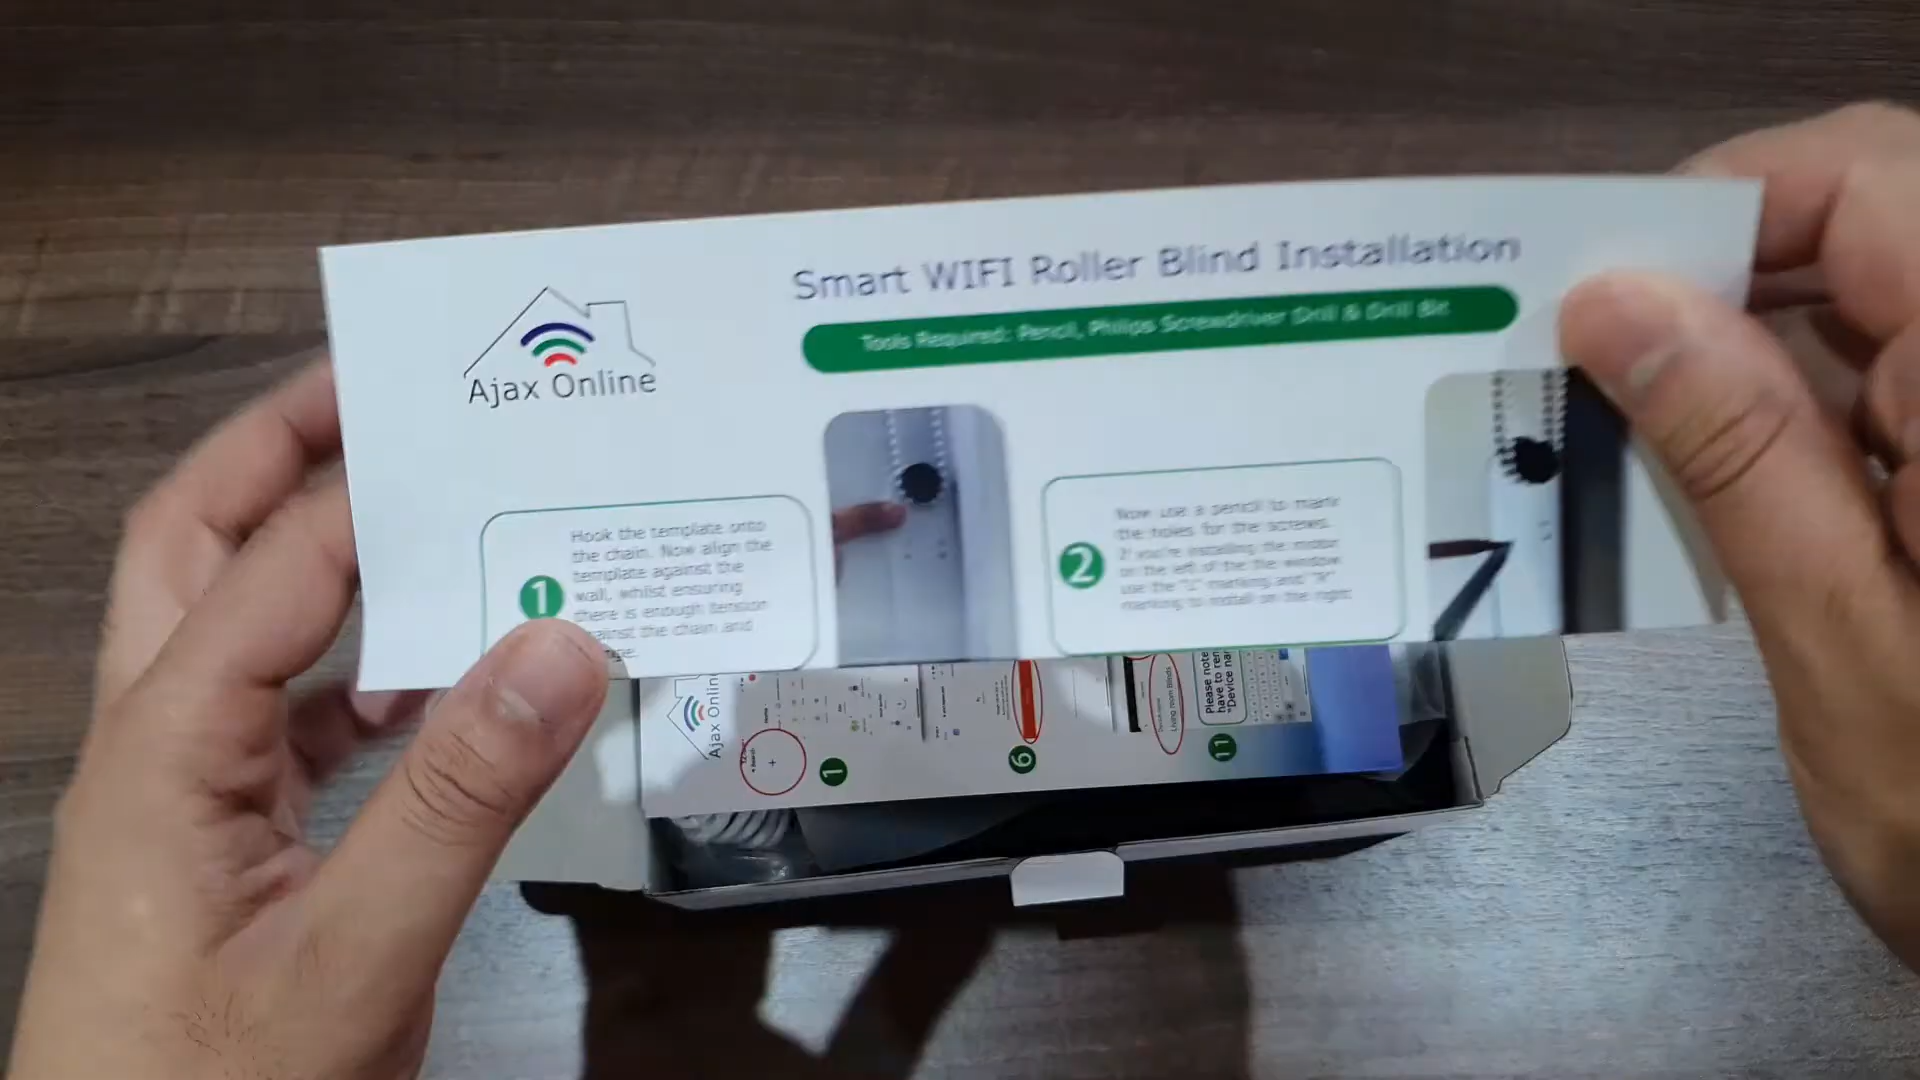 Smart WIFI Roller Blind Installation
Tools Required: Pencil, Philips Screwdriver Drill & Drill Bit
Ajax Online
1
Hook the template onto
the chain. Now align the
template against the
wall, whilst ensuring
there is enough tension
against the chain and
2
Now use a pencil to mark
the holes for the screws.
If you're installing the motor
on the left of the the window
use the "L" marking and "R"
marking to install on the right
Ajax Online
1
6
11
Living room Blinds
Please note
have to
"Device